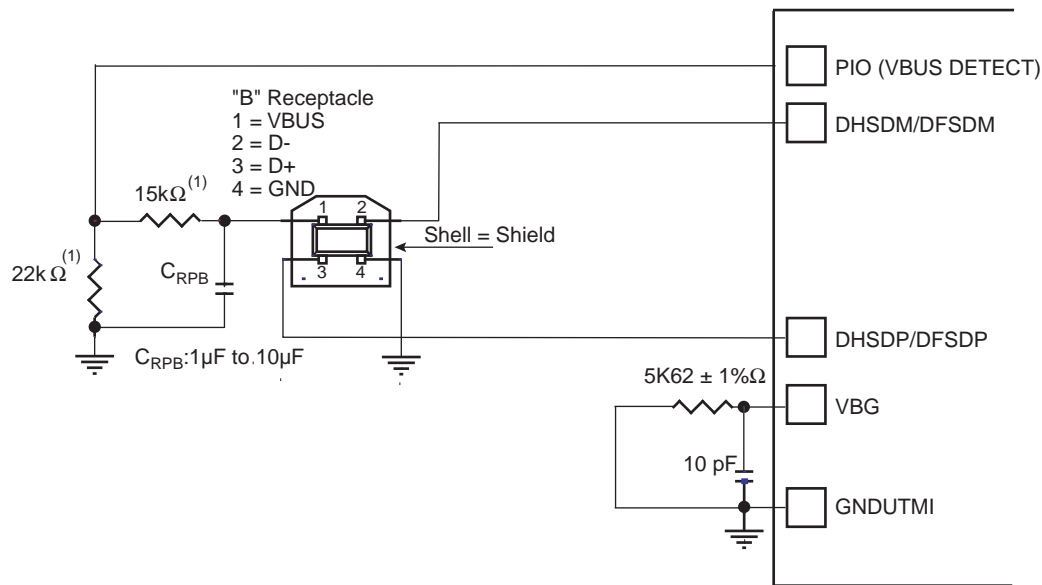 PIO (VBUS DETECT)
"B" Receptacle
1 = VBUS
2 = D-
3 = D+
4 = GND
DHSDM/DFSDM
15kΩ(1)
1 2
Shell = Shield
22k Ω(1)
CRPB
3 4
CRPB:1µF to 10µF
DHSDP/DFSDP
5K62 ± 1%Ω
VBG
10 pF
GNDUTMI